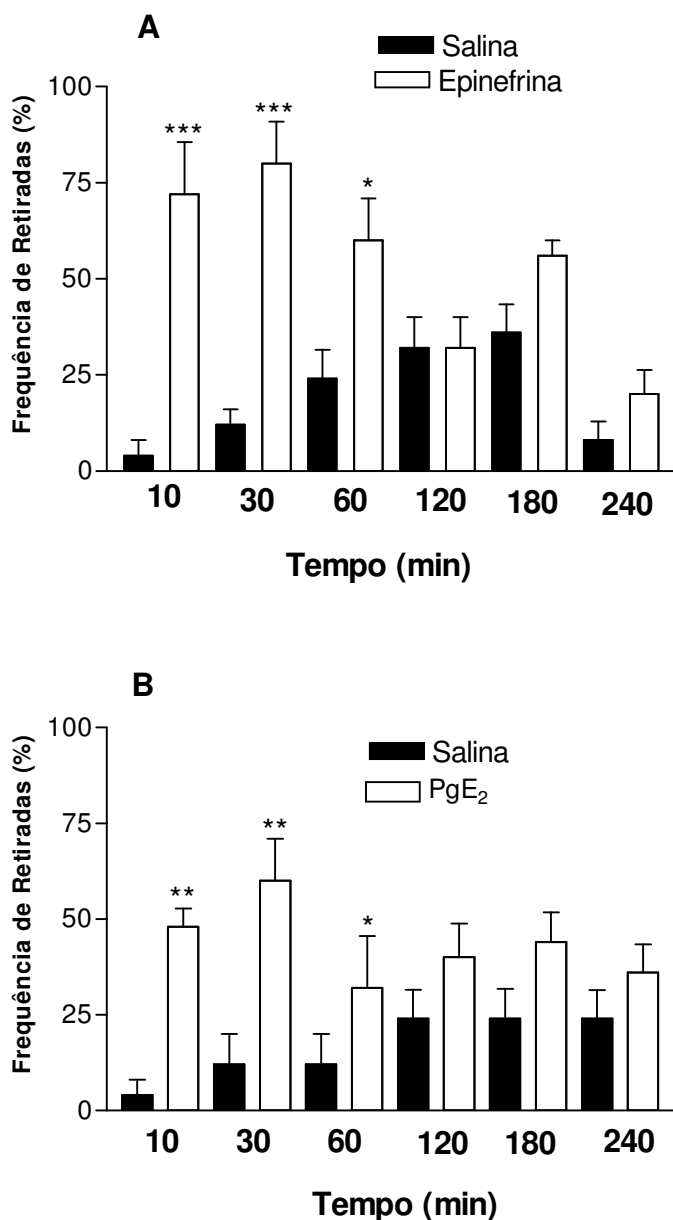 A
Salina
Epinefrina
Frequência de Retiradas (%)
100
75
50
25
0
***
***
*
10 30 60 120 180 240
Tempo (min)
B
Salina
PgE₂
Frequência de Retiradas (%)
100
75
50
25
0
**
**
*
10 30 60 120 180 240
Tempo (min)